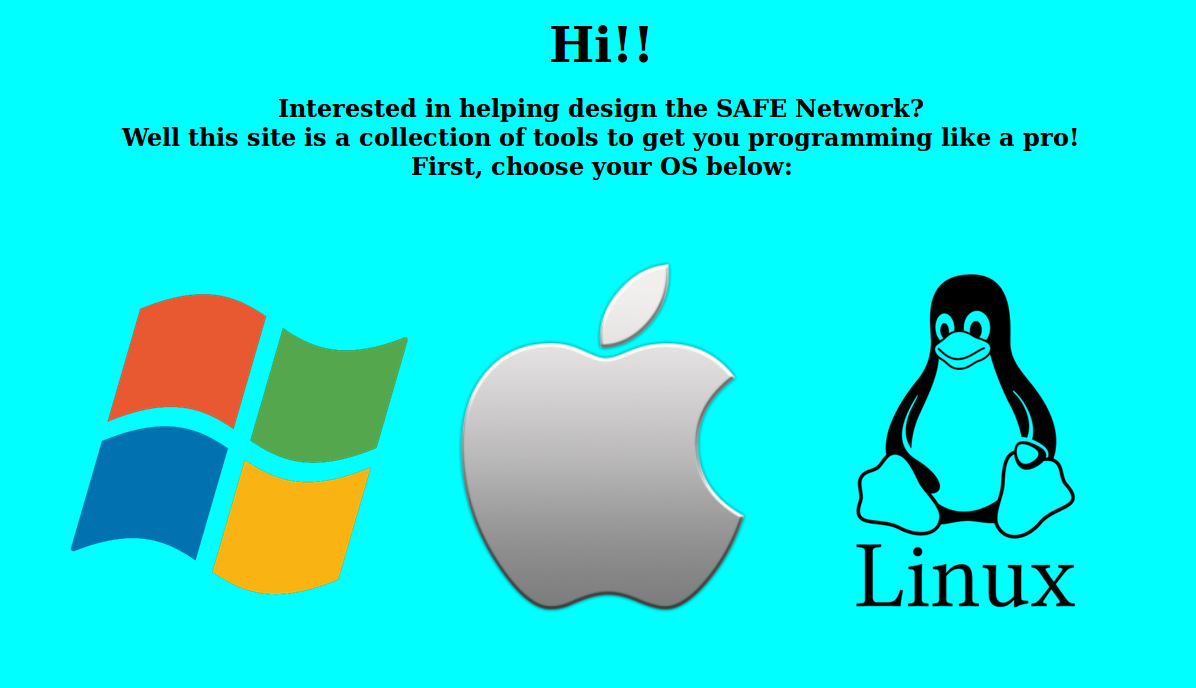 Hi!!
Interested in helping design the SAFE Network?
Well this site is a collection of tools to get you programming like a pro!
First, choose your OS below:
Linux